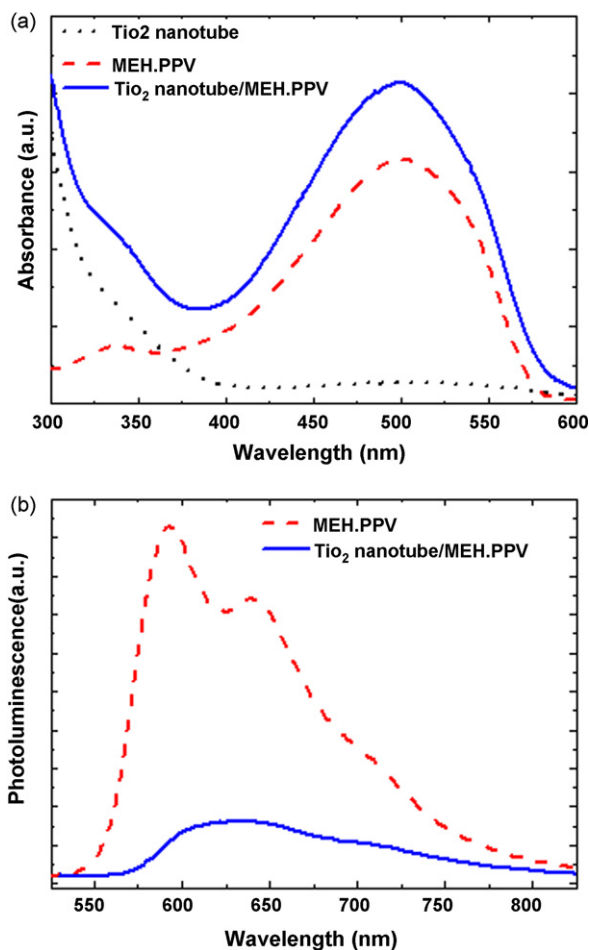 (a)
Tio2 nanotube
MEH.PPV
Tio₂ nanotube/MEH.PPV
Absorbance (a.u.)
300 350 400 450 500 550 600
Wavelength (nm)
(b)
MEH.PPV
Tio₂ nanotube/MEH.PPV
Photoluminescence(a.u.)
550 600 650 700 750 800
Wavelength (nm)